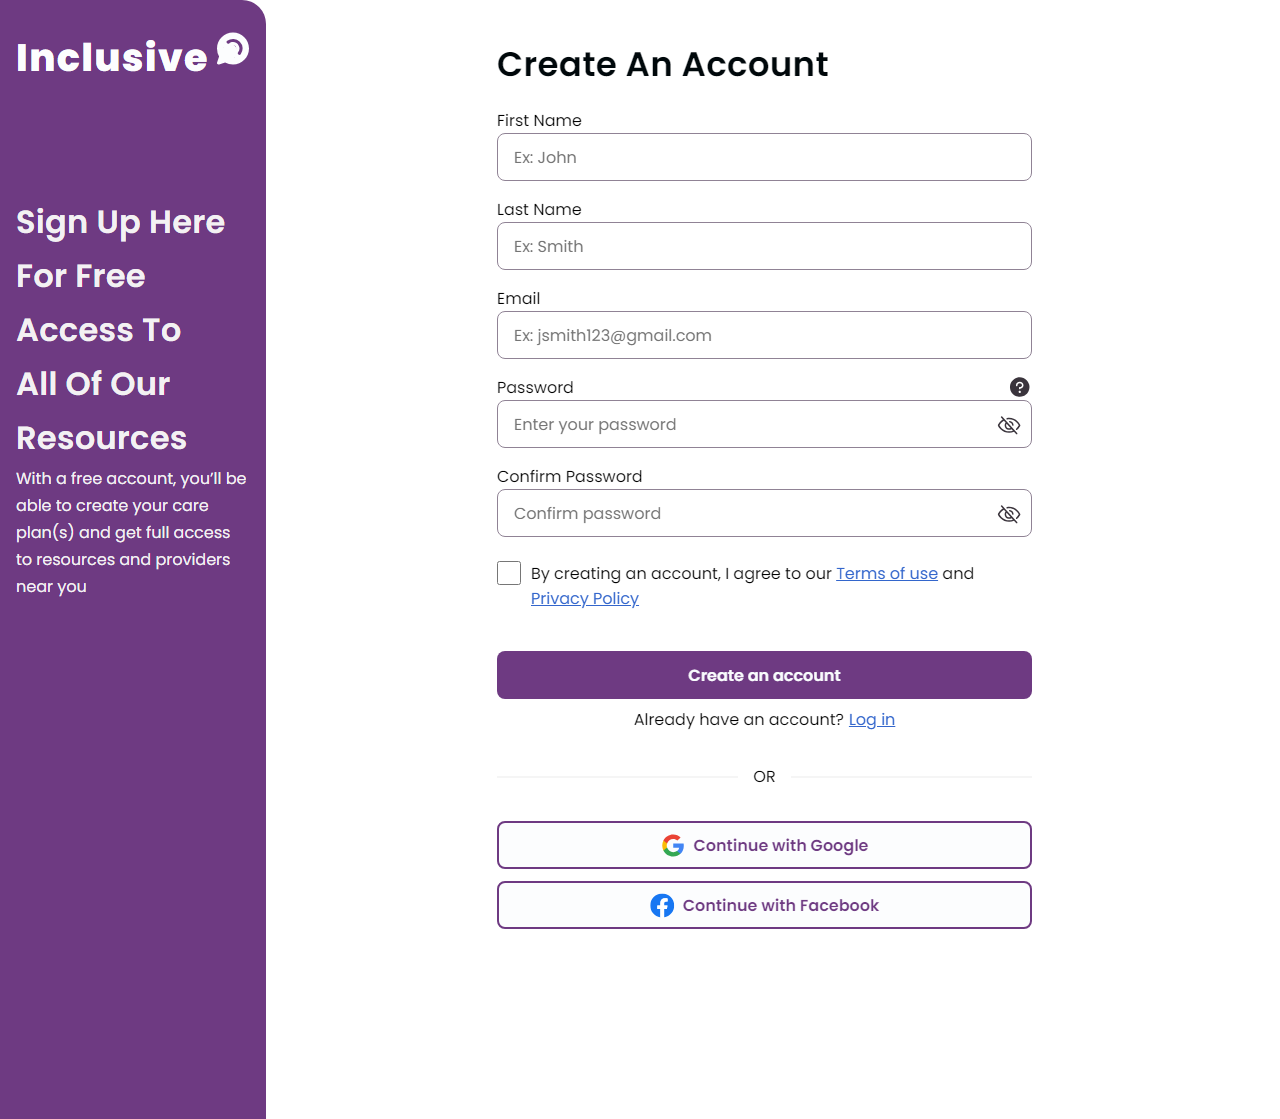 Inclusive
Sign Up Here
For Free
Access To
All Of Our
Resources
With a free account, you’ll be
able to create your care
plan(s) and get full access
to resources and providers
near you
Create An Account
First Name
Ex: John
Last Name
Ex: Smith
Email
Ex: jsmith123@gmail.com
Password
?
Enter your password
Confirm Password
Confirm password
By creating an account, I agree to our Terms of use and
Privacy Policy
Create an account
Already have an account? Log in
OR
Continue with Google
Continue with Facebook